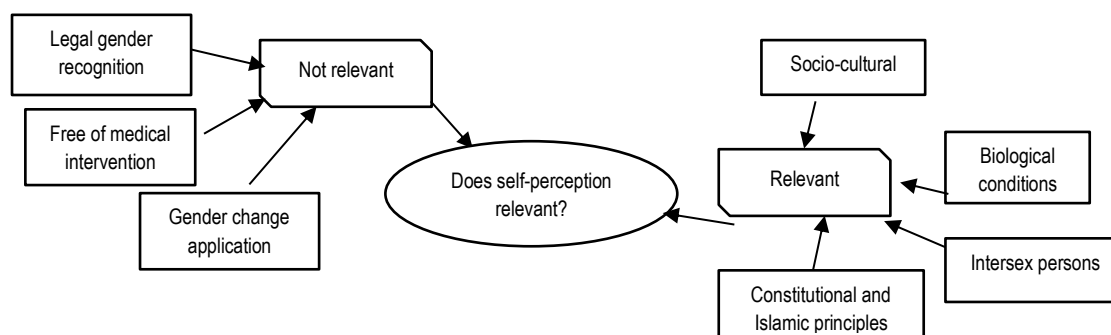 Legal gender
recognition
Not relevant
Free of medical
intervention
Gender change
application
Does self-perception
relevant?
Socio-cultural
Relevant
Biological
conditions
Intersex persons
Constitutional and
Islamic principles